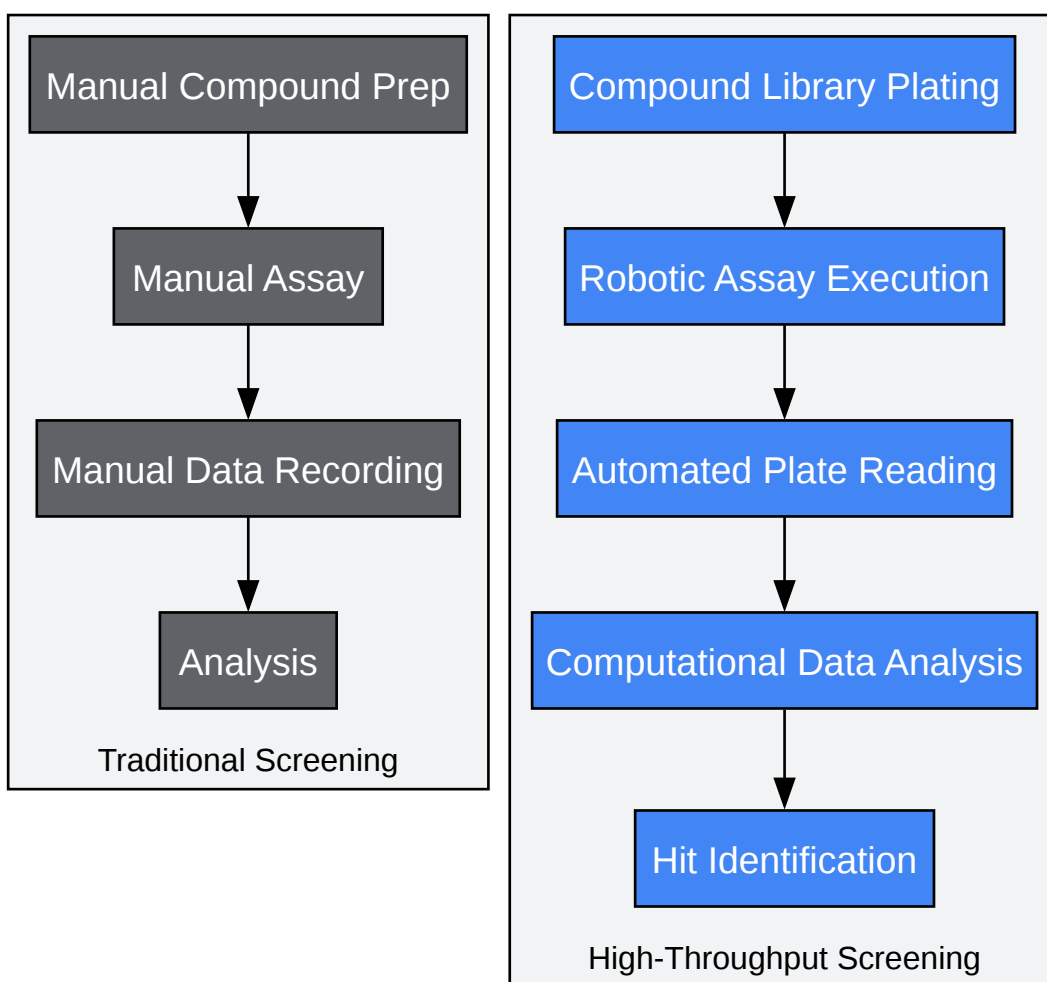 Manual Compound Prep
Manual Assay
Manual Data Recording
Analysis
Traditional Screening
Compound Library Plating
Robotic Assay Execution
Automated Plate Reading
Computational Data Analysis
Hit Identification
High-Throughput Screening